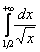 ∫_{1/2}^{+∞} dx/√x